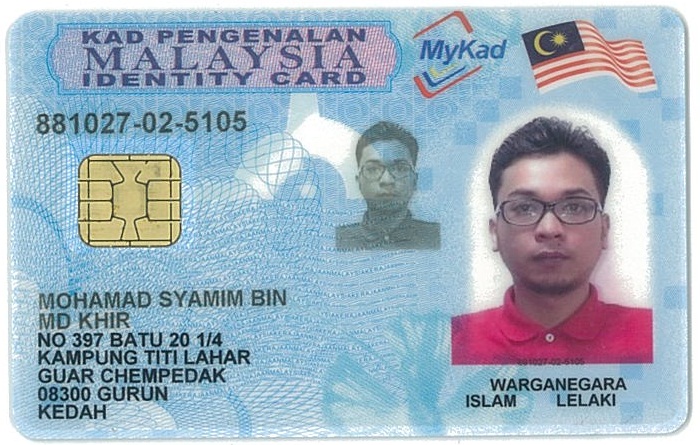 KAD PENGENALAN
MALAYSIA
IDENTITY CARD
MyKad
881027-02-5105
MOHAMAD SYAMIM BIN
MD KHIR
NO 397 BATU 20 1/4
KAMPUNG TITI LAHAR
GUAR CHEMPEDAK
08300 GURUN
KEDAH
881027-02-5105
WARGANEGARA
ISLAM LELAKI